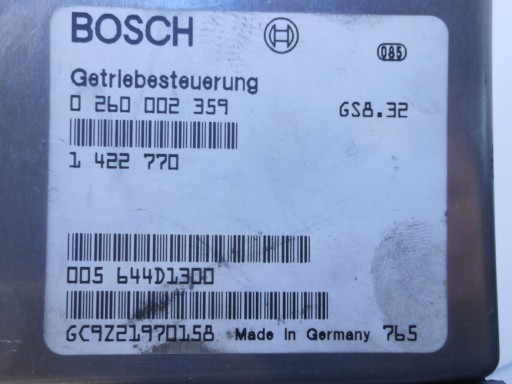 BOSCH
085
Getriebesteuerung
0 260 002 359 GS8.32
1 422 770
005 644D1300
GC9Z21970158 Made in Germany 765